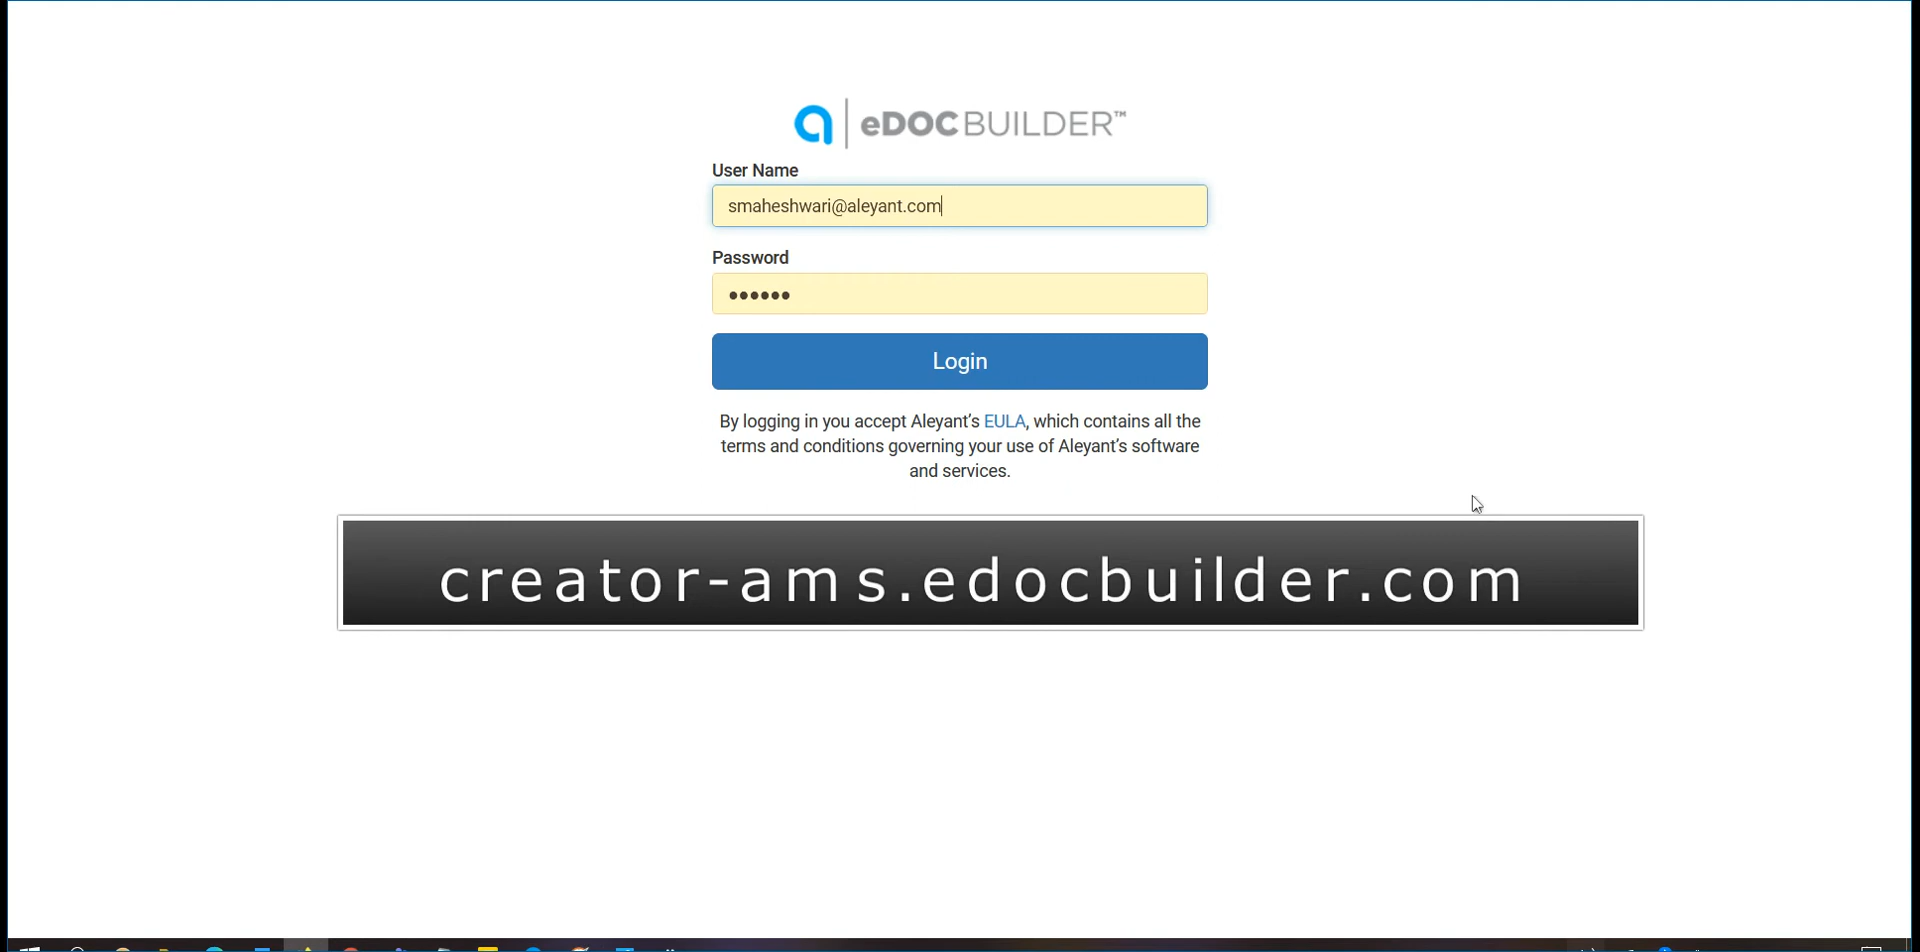 eDOCBUILDER™
User Name
smaheshwari@aleyant.com
Password
Login
By logging in you accept Aleyant's EULA, which contains all the
terms and conditions governing your use of Aleyant's software
and services.
creator-ams.edocbuilder.com